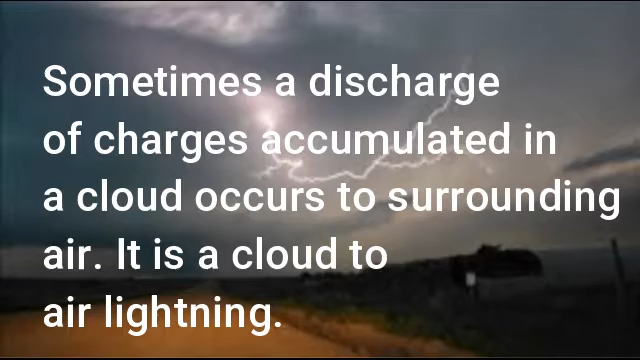 Sometimes a discharge
of charges accumulated in
a cloud occurs to surrounding
air. It is a cloud to
air lightning.